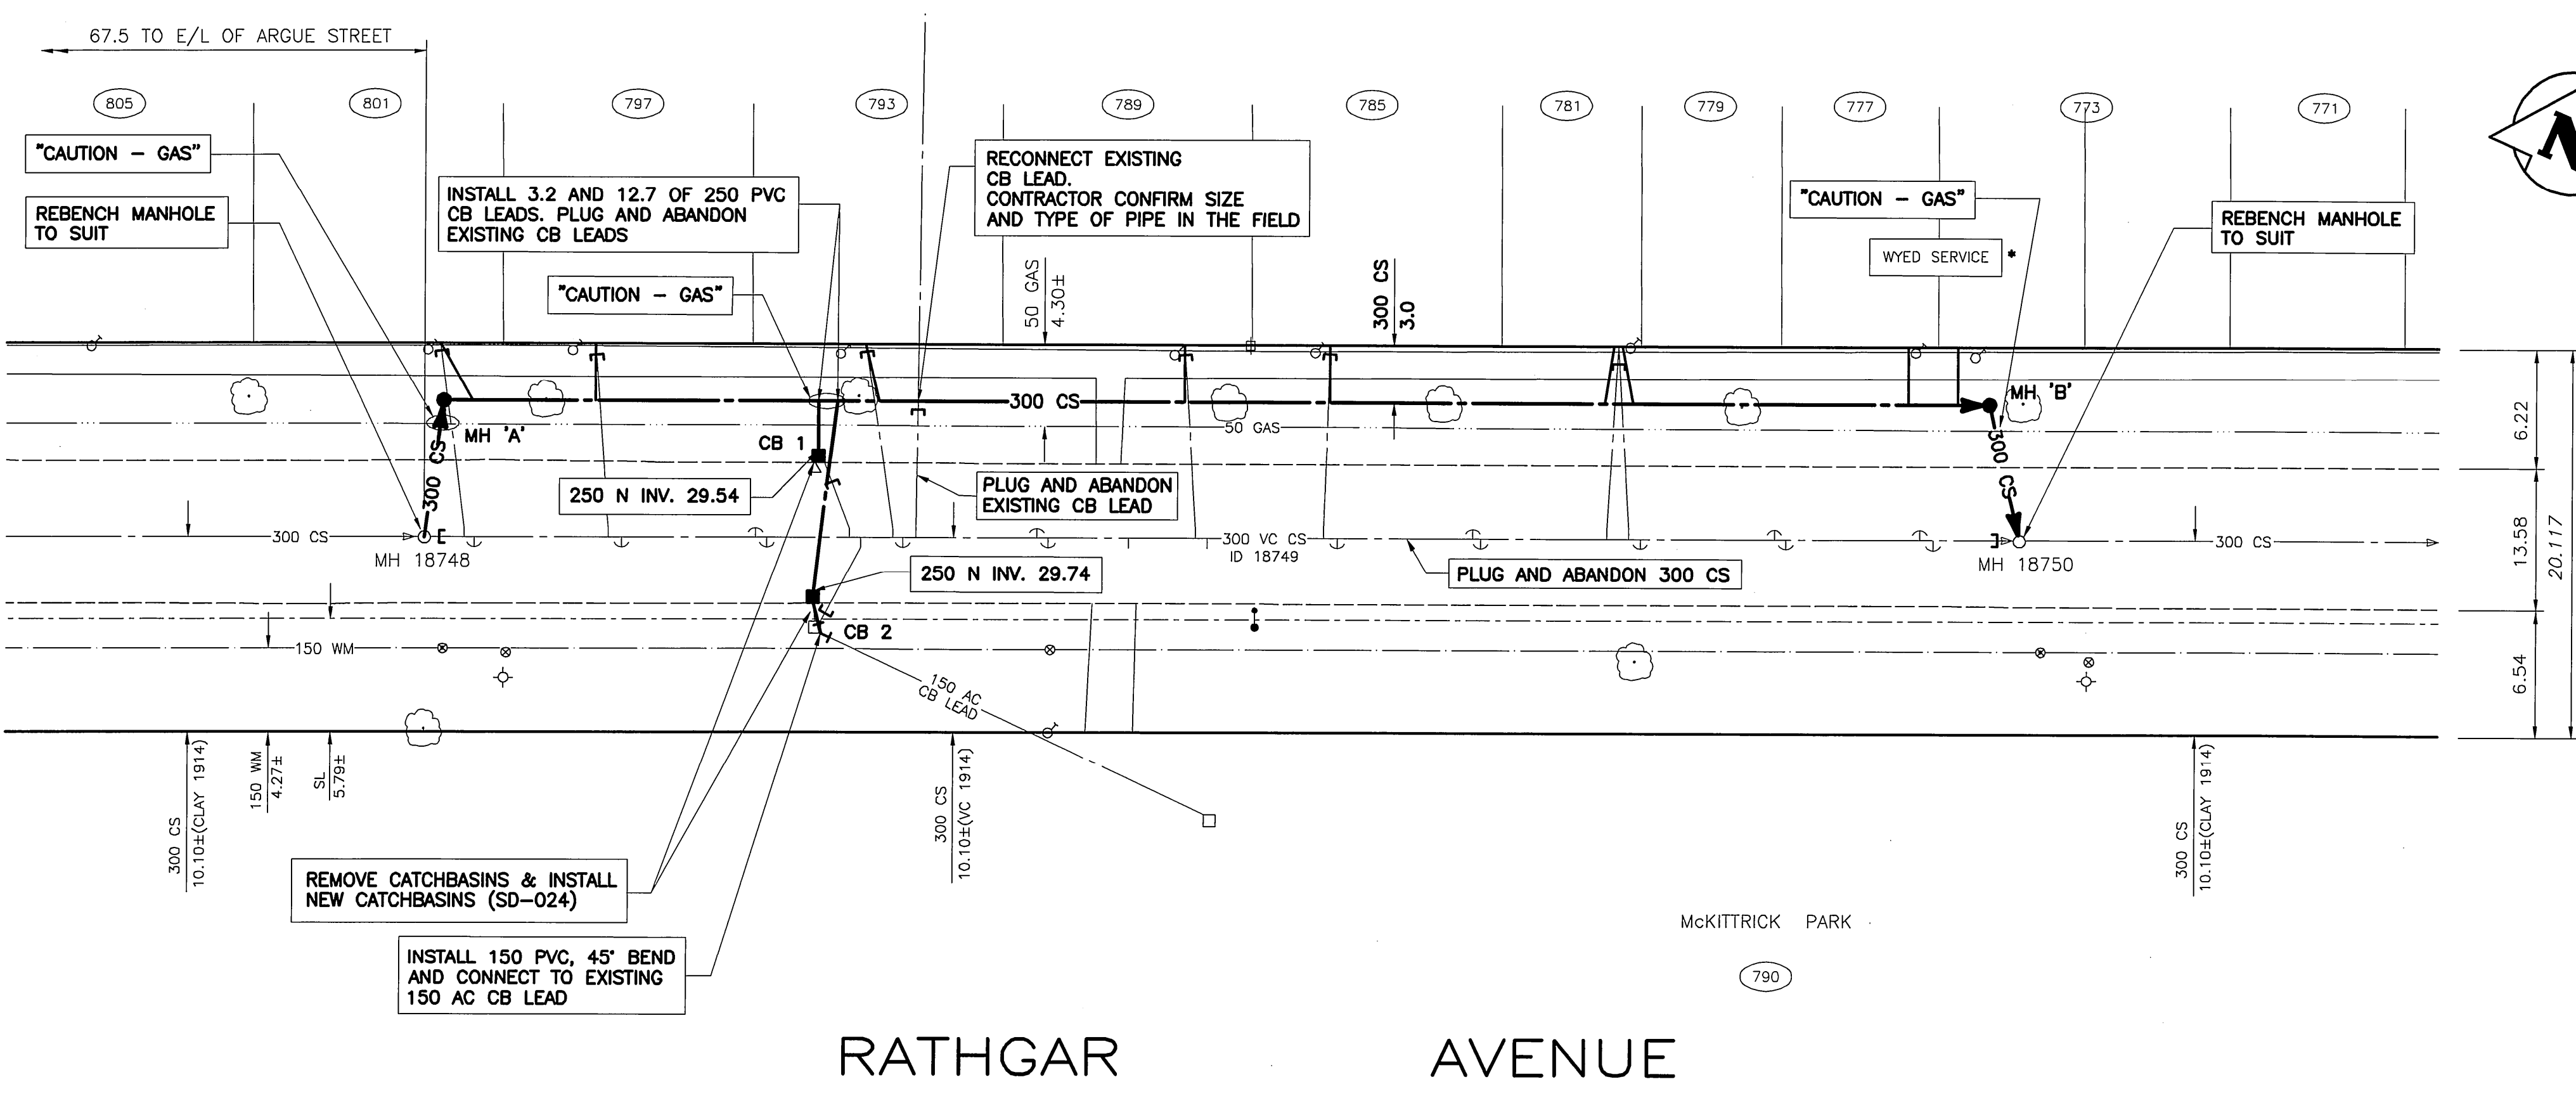 67.5 TO E/L OF ARGUE STREET
805
801
797
793
789
785
781
779
777
773
771
N
"CAUTION – GAS"
REBENCH MANHOLE
TO SUIT
INSTALL 3.2 AND 12.7 OF 250 PVC
CB LEADS. PLUG AND ABANDON
EXISTING CB LEADS
"CAUTION – GAS"
RECONNECT EXISTING
CB LEAD.
CONTRACTOR CONFIRM SIZE
AND TYPE OF PIPE IN THE FIELD
50 GAS
4.30±
300 CS
3.0
"CAUTION – GAS"
WYED SERVICE *
REBENCH MANHOLE
TO SUIT
MH 'A'
300 CS
MH 'B'
300 CS
50 GAS
300 CS
CB 1
250 N INV. 29.54
PLUG AND ABANDON
EXISTING CB LEAD
300 CS
MH 18748
300 VC CS
ID 18749
MH 18750
300 CS
250 N INV. 29.74
PLUG AND ABANDON 300 CS
CB 2
150 WM
150 AC
CB LEAD
6.22
13.58
6.54
20.117
300 CS
10.10±(CLAY 1914)
150 WM
4.27±
SL
5.79±
300 CS
10.10±(VC 1914)
300 CS
10.10±(CLAY 1914)
REMOVE CATCHBASINS & INSTALL
NEW CATCHBASINS (SD–024)
INSTALL 150 PVC, 45° BEND
AND CONNECT TO EXISTING
150 AC CB LEAD
McKITTRICK PARK
790
RATHGAR AVENUE